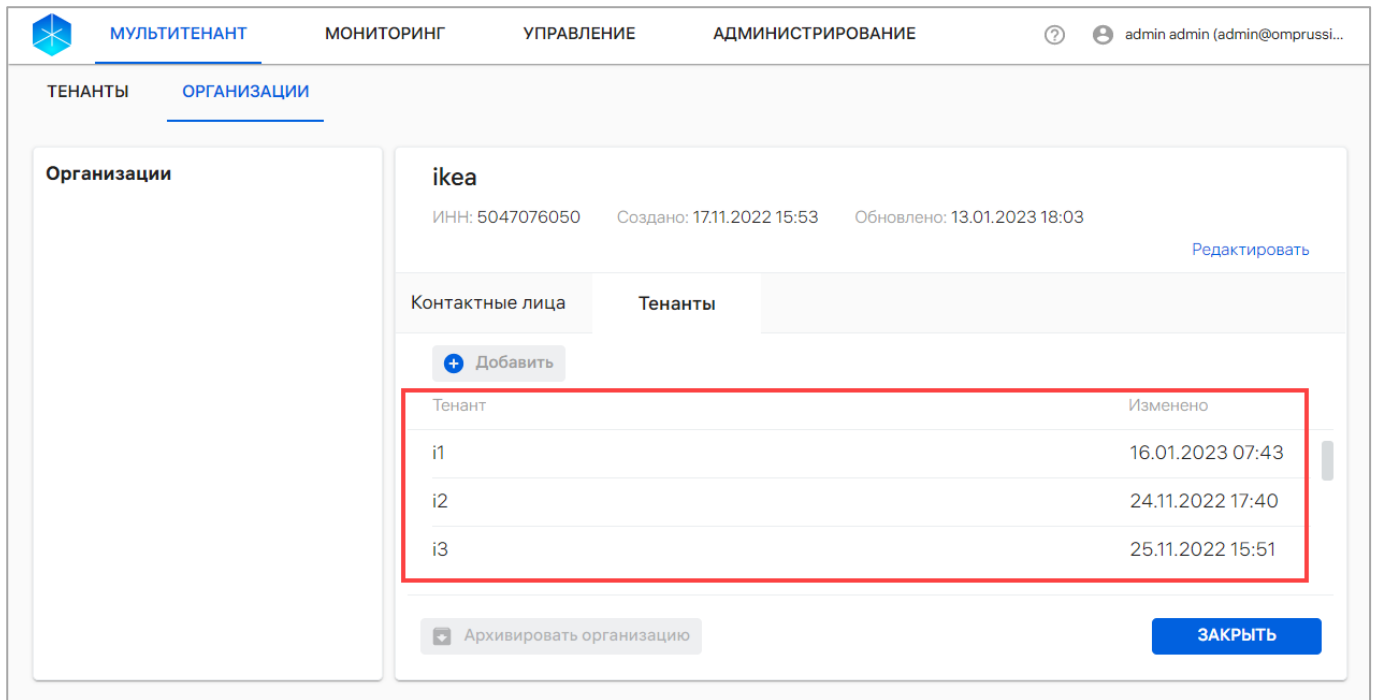 МУЛЬТИТЕНАНТ МОНИТОРИНГ УПРАВЛЕНИЕ АДМИНИСТРИРОВАНИЕ ? admin admin (admin@omprussi...
ТЕНАНТЫ ОРГАНИЗАЦИИ
Организации
ikea
ИНН: 5047076050 Создано: 17.11.2022 15:53 Обновлено: 13.01.2023 18:03
Редактировать
Контактные лица Тенанты
Добавить
Тенант Изменено
i1 16.01.2023 07:43
i2 24.11.2022 17:40
i3 25.11.2022 15:51
Архивировать организацию ЗАКРЫТЬ